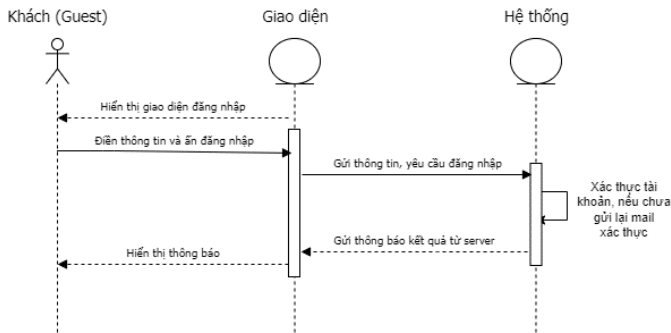 Khách (Guest)
Giao diện
Hệ thống
Hiển thị giao diện đăng nhập
Điền thông tin và ấn đăng nhập
Gửi thông tin, yêu cầu đăng nhập
Xác thực tài
khoản, nếu chưa
gửi lại mail
xác thực
Gửi thông báo kết quả từ server
Hiển thị thông báo